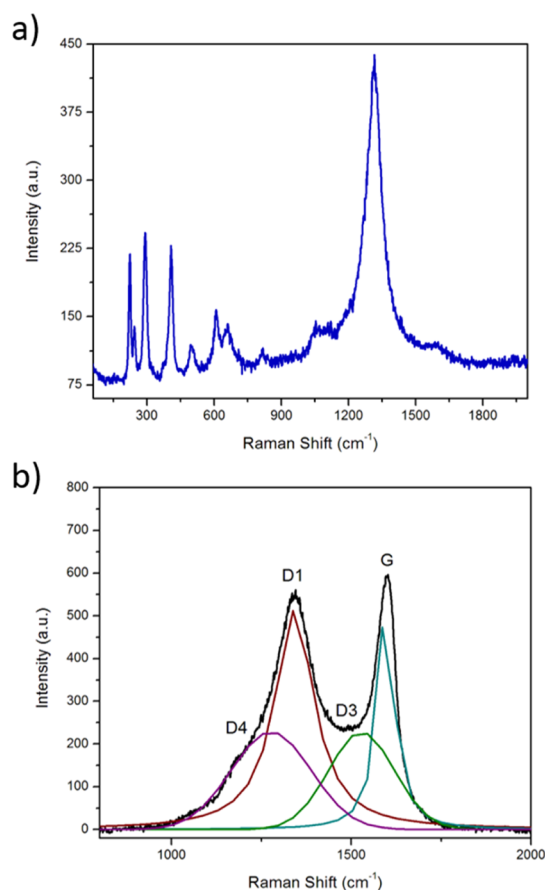 a)
450
375
300
225
150
75
Intensity (a.u.)
300 600 900 1200 1500 1800
Raman Shift (cm⁻¹)
b)
800
700
600
500
400
300
200
100
0
Intensity (a.u.)
D1
G
D4
D3
1000 1500 2000
Raman Shift (cm⁻¹)